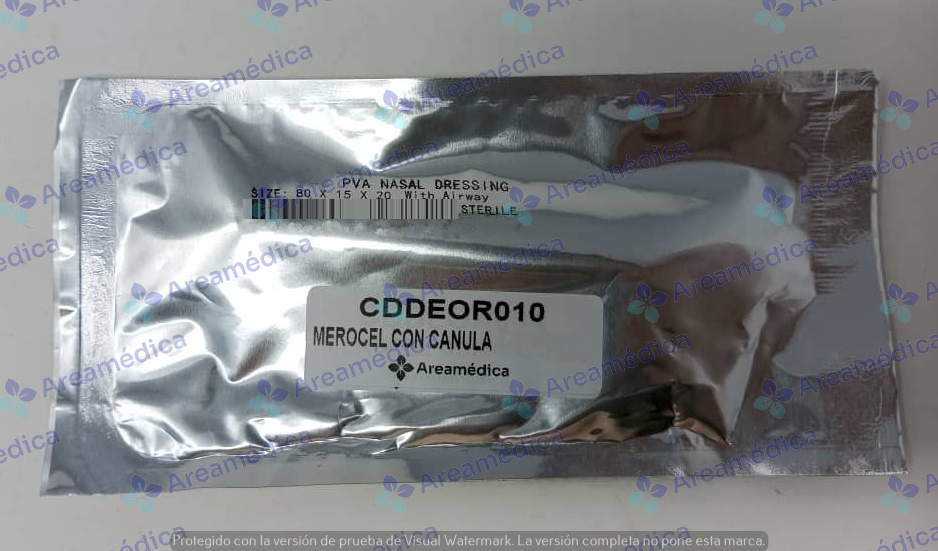 PVA NASAL DRESSING
SIZE: 80 X 15 X 20 With Airway
STERILE
CDDEOR010
MEROCEL CON CANULA
Areamédica
Protegido con la versión de prueba de Visual Watermark. La versión completa no pone esta marca.